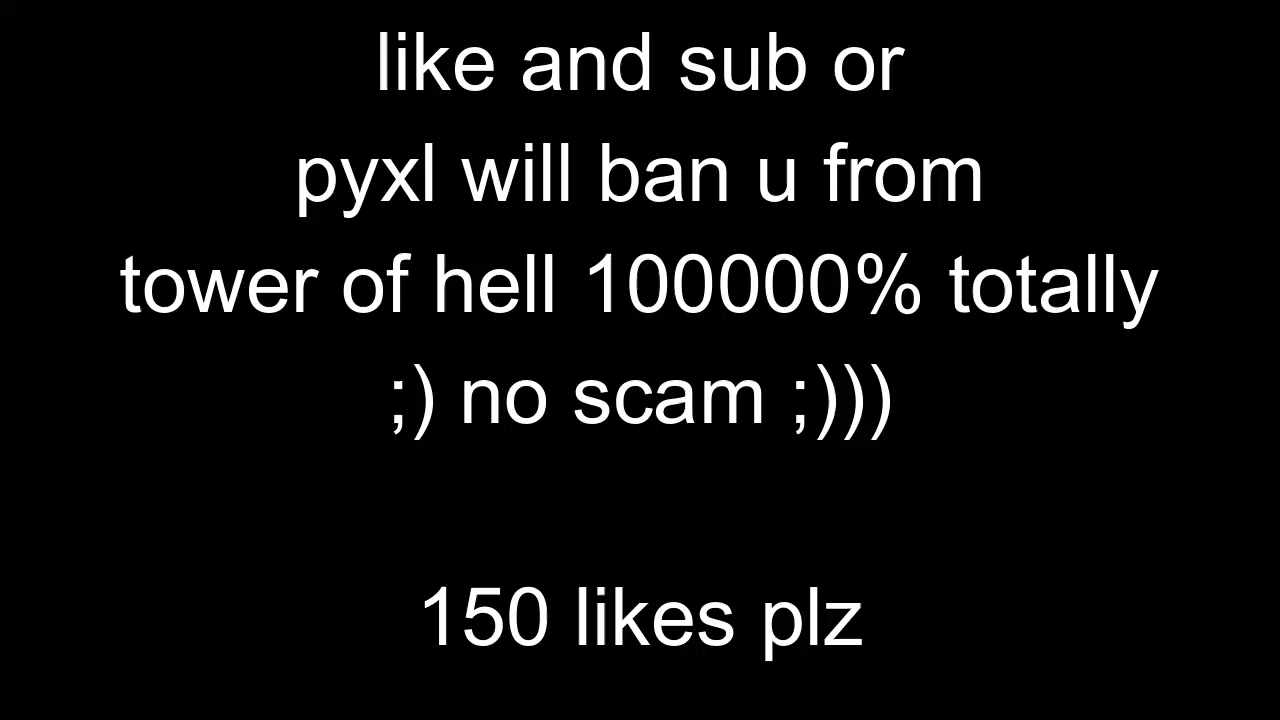 like and sub or
pyxl will ban u from
tower of hell 100000% totally
;) no scam ;)))
150 likes plz